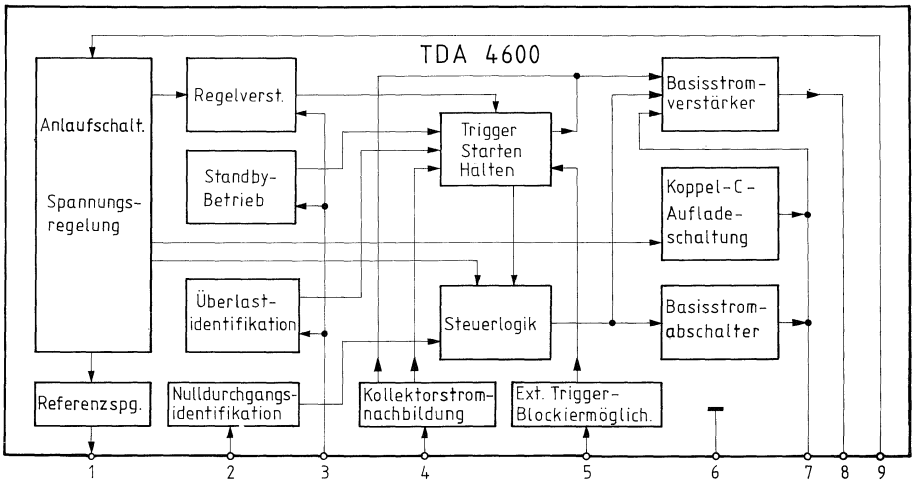 TDA 4600
Anlaufschalt.
Spannungs-
regelung
Regelverst.
Standby-
Betrieb
Überlast-
identifikation
Trigger
Starten
Halten
Steuerlogik
Basisstrom-
verstärker
Koppel-C-
Auflade-
schaltung
Basisstrom-
abschalter
Referenzspg.
Nulldurchgangs-
identifikation
Kollektorstrom-
nachbildung
Ext. Trigger-
Blockiermöglich.
1 2 3 4 5 6 7 8 9